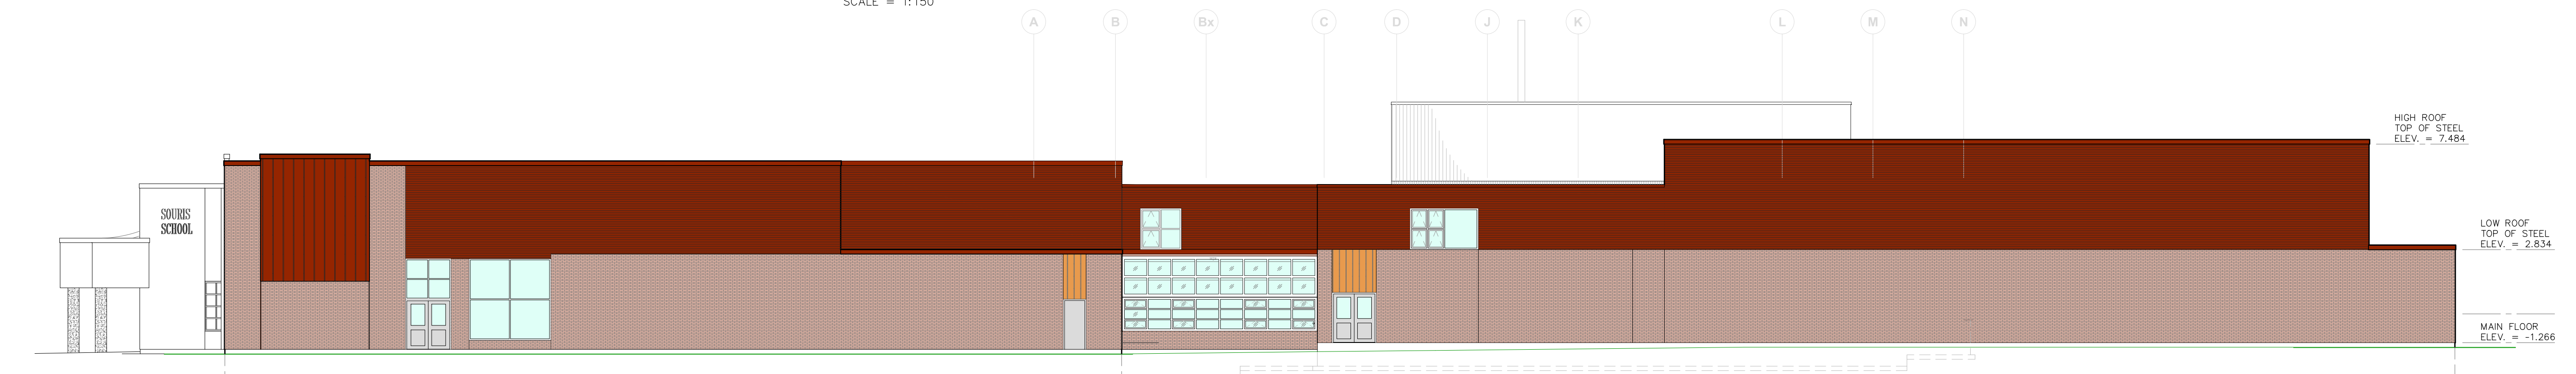 SCALE = 1:150
A B Bx C D J K L M N
HIGH ROOF
TOP OF STEEL
ELEV. = 7.484
SOURIS
SCHOOL
LOW ROOF
TOP OF STEEL
ELEV. = 2.834
MAIN FLOOR
ELEV. = -1.266